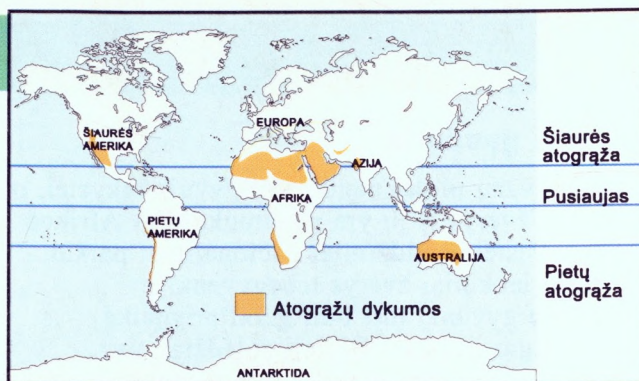 EUROPA
ŠIAURĖS
AMERIKA
AZIJA
AFRIKA
PIETŲ
AMERIKA
AUSTRALIJA
ANTARKTIDA
Šiaurės
atogrąža
Pusiaujas
Pietų
atogrąža
Atogrąžų dykumos